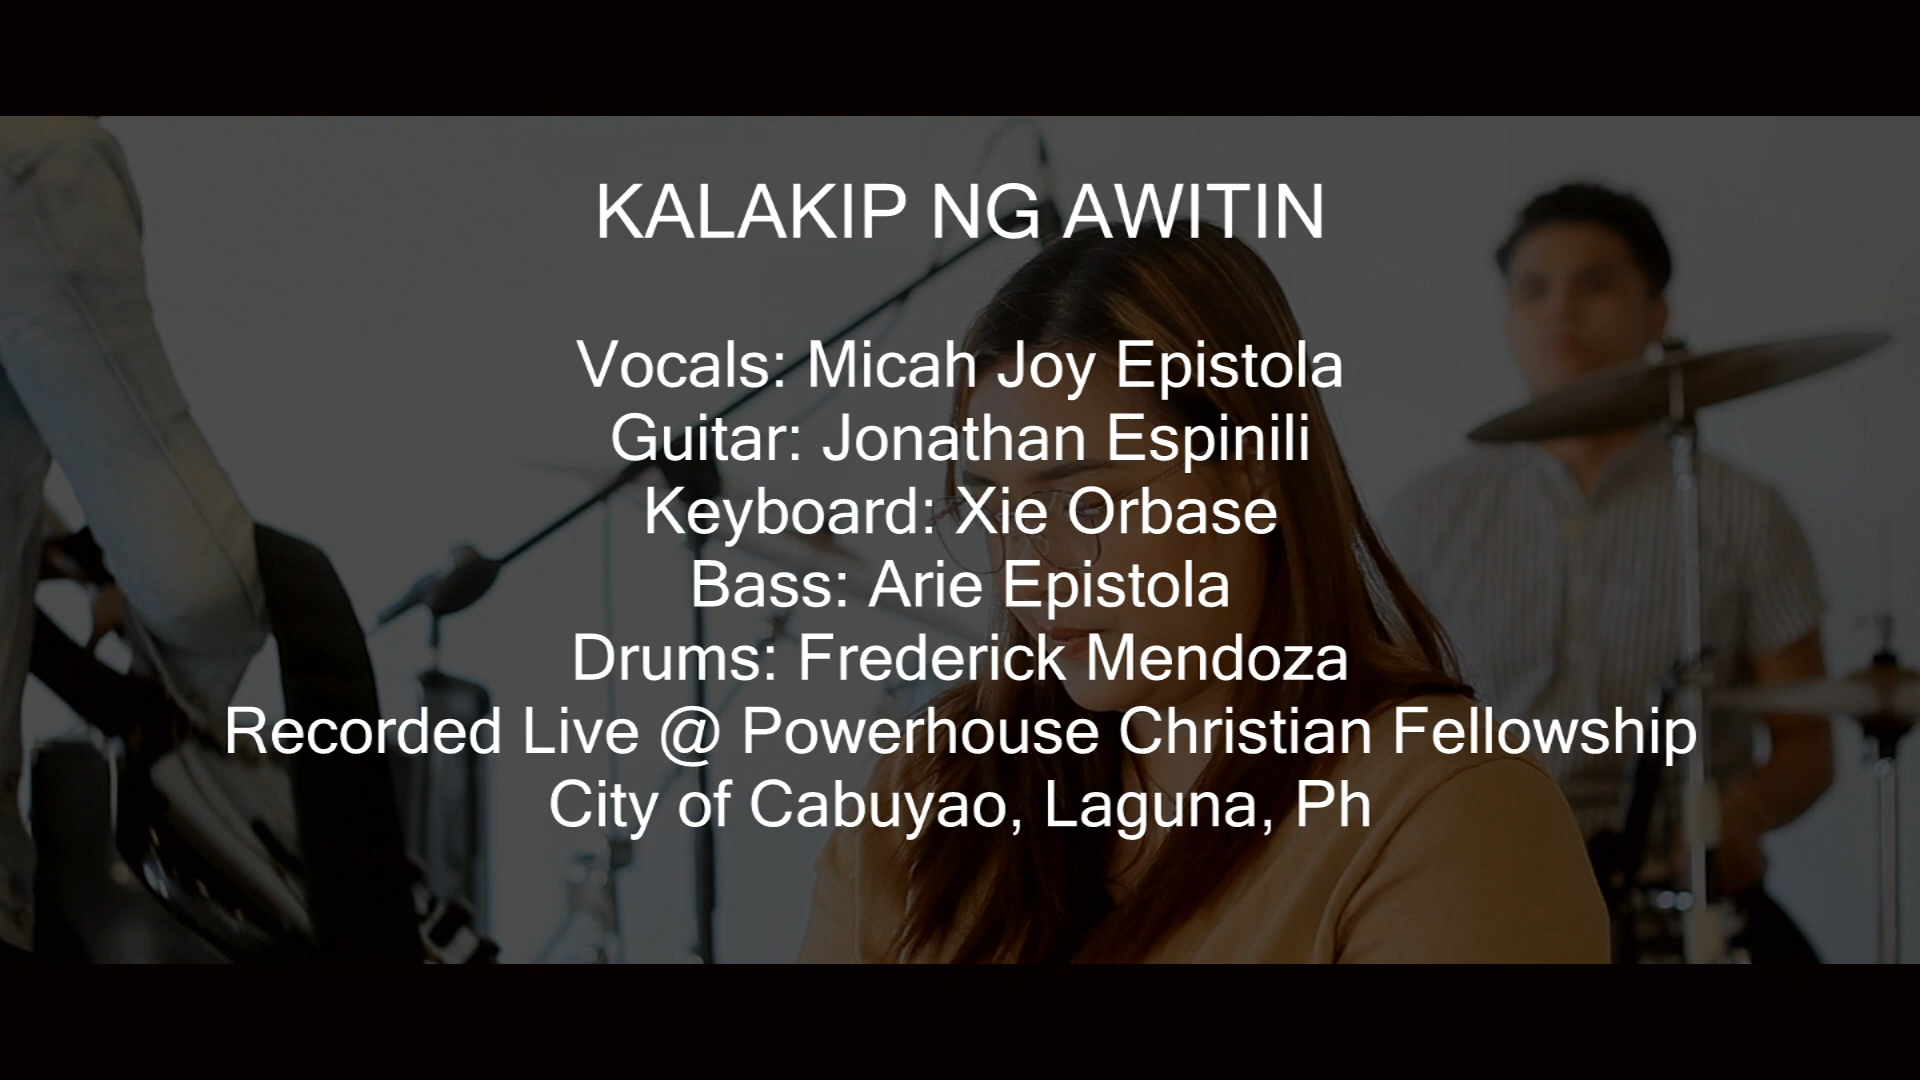 KALAKIP NG AWITIN
Vocals: Micah Joy Epistola
Guitar: Jonathan Espinili
Keyboard: Xie Orbase
Bass: Arie Epistola
Drums: Frederick Mendoza
Recorded Live @ Powerhouse Christian Fellowship
City of Cabuyao, Laguna, Ph